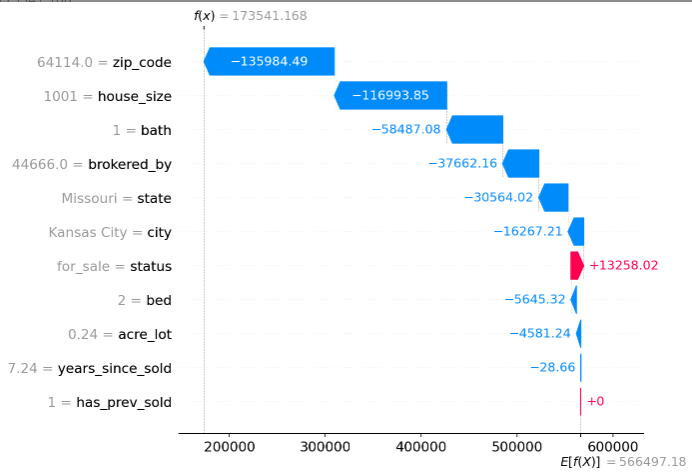 f(x) = 173541.168
64114.0 = zip_code −135984.49
1001 = house_size −116993.85
1 = bath −58487.08
44666.0 = brokered_by −37662.16
Missouri = state −30564.02
Kansas City = city −16267.21
for_sale = status +13258.02
2 = bed −5645.32
0.24 = acre_lot −4581.24
7.24 = years_since_sold −28.66
1 = has_prev_sold +0
200000 300000 400000 500000 600000
E[f(X)] = 566497.18